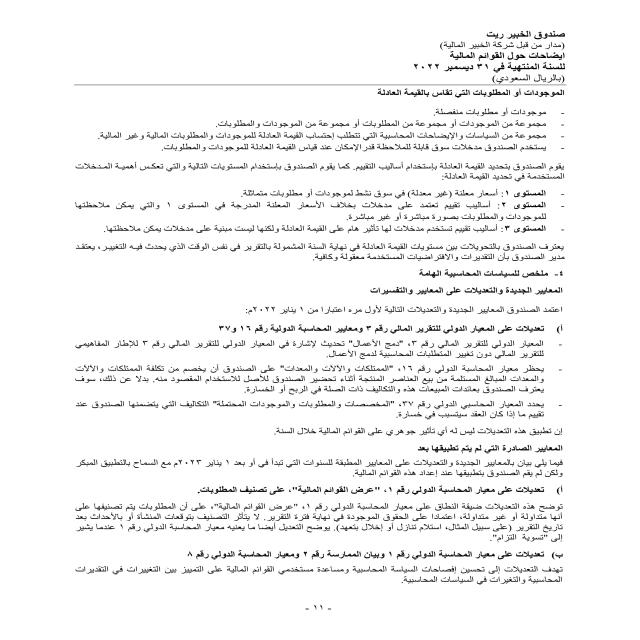 صندوق الخبير ريت
(مدار من قبل شركة الخبير المالية)
إيضاحات حول القوائم المالية
للسنة المنتهية في ٣١ ديسمبر ٢٠٢٢
(بالريال السعودي)
الموجودات أو المطلوبات التي تقاس بالقيمة العادلة
- موجودات أو مطلوبات منفصلة.
- مجموعة من الموجودات أو مجموعة من المطلوبات أو مجموعة من الموجودات والمطلوبات.
- مجموعة من السياسات والإيضاحات المحاسبية التي تتطلب إحتساب القيمة العادلة للموجودات والمطلوبات المالية وغير المالية.
- يستخدم الصندوق مدخلات سوق قابلة للملاحظة قدر الإمكان عند قياس القيمة العادلة للموجودات والمطلوبات.
يقوم الصندوق بتحديد القيمة العادلة بإستخدام أساليب التقييم. كما يقوم الصندوق بإستخدام المستويات التالية والتي تعكس أهمية المدخلات
المستخدمة في تحديد القيمة العادلة:
- المستوى ١: أسعار معلنة (غير معدلة) في سوق نشط لموجودات أو مطلوبات متماثلة.
- المستوى ٢: أساليب تقييم تعتمد على مدخلات بخلاف الأسعار المعلنة المدرجة في المستوى ١ والتي يمكن ملاحظتها
للموجودات والمطلوبات بصورة مباشرة أو غير مباشرة.
- المستوى ٣: أساليب تقييم تستخدم مدخلات لها تأثير هام على القيمة العادلة ولكنها ليست مبنية على مدخلات يمكن ملاحظتها.
يعترف الصندوق بالتحويلات بين مستويات القيمة العادلة في نهاية السنة المشمولة بالتقرير في نفس الوقت الذي يحدث فيه التغيير، يعتقد
مدير الصندوق بأن التقديرات والافتراضيات المستخدمة معقولة وكافية.
٤- ملخص للسياسات المحاسبية الهامة
المعايير الجديدة والتعديلات على المعايير والتفسيرات
اعتمد الصندوق المعايير الجديدة والتعديلات التالية لأول مره اعتبارا من ١ يناير ٢٠٢٢م:
أ) تعديلات على المعيار الدولي للتقرير المالي رقم ٣ ومعايير المحاسبة الدولية رقم ١٦ و٣٧
- المعيار الدولي للتقرير المالي رقم ٣، "دمج الأعمال" تحديث لإشارة في المعيار الدولي للتقرير المالي رقم ٣ للإطار المفاهيمي
للتقرير المالي دون تغيير المتطلبات المحاسبية لدمج الأعمال.
- يحظر معيار المحاسبة الدولي رقم ١٦، "الممتلكات والآلات والمعدات" على الصندوق أن يخصم من تكلفة الممتلكات والآلات
والمعدات المبالغ المستلمة من بيع العناصر المنتجة أثناء تحضير الصندوق للأصل للاستخدام المقصود منه. بدلا عن ذلك، سوف
يعترف الصندوق بعائدات المبيعات هذه والتكاليف ذات الصلة في الربح أو الخسارة.
- يحدد المعيار المحاسبي الدولي رقم ٣٧، "المخصصات والمطلوبات والموجودات المحتملة" التكاليف التي يتضمنها الصندوق عند
تقييم ما إذا كان العقد سيتسبب في خسارة.
إن تطبيق هذه التعديلات ليس له أي تأثير جوهري على القوائم المالية خلال السنة.
المعايير الصادرة التي لم يتم تطبيقها بعد
فيما يلي بيان بالمعايير الجديدة والتعديلات على المعايير المطبقة للسنوات التي تبدأ في أو بعد ١ يناير ٢٠٢٣م مع السماح بالتطبيق المبكر
ولكن لم يقم الصندوق بتطبيقها عند إعداد هذه القوائم المالية.
أ) تعديلات على معيار المحاسبة الدولي رقم ١، "عرض القوائم المالية"، على تصنيف المطلوبات.
توضح هذه التعديلات ضيقة النطاق على معيار المحاسبة الدولي رقم ١، "عرض القوائم المالية"، على أن المطلوبات يتم تصنيفها على
أنها متداولة أو غير متداولة، اعتمادا على الحقوق الموجودة في نهاية فترة التقرير. لا يتأثر التصنيف بتوقعات المنشأة أو بالأحداث بعد
تاريخ التقرير (على سبيل المثال، استلام تنازل أو إخلال بتعهد). يوضح التعديل أيضا ما يعنيه معيار المحاسبة الدولي رقم ١ عندما يشير
إلى "تسوية التزام".
ب) تعديلات على معيار المحاسبة الدولي رقم ١ وبيان الممارسة رقم ٢ ومعيار المحاسبة الدولي رقم ٨
تهدف التعديلات إلى تحسين إفصاحات السياسة المحاسبية ومساعدة مستخدمي القوائم المالية على التمييز بين التغييرات في التقديرات
المحاسبية والتغيرات في السياسات المحاسبية.
- ١١ -